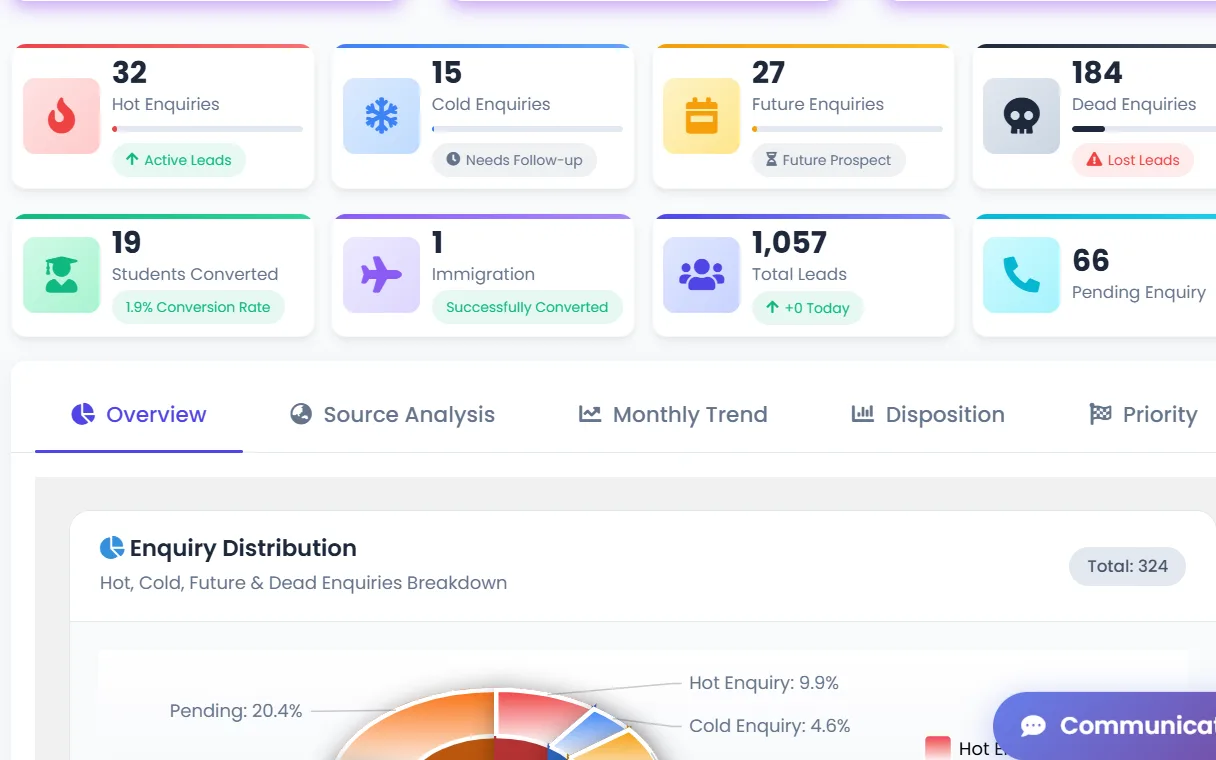 32
Hot Enquiries
Active Leads
15
Cold Enquiries
Needs Follow-up
27
Future Enquiries
Future Prospect
184
Dead Enquiries
Lost Leads
19
Students Converted
1.9% Conversion Rate
1
Immigration
Successfully Converted
1,057
Total Leads
+0 Today
66
Pending Enquiry
Overview
Source Analysis
Monthly Trend
Disposition
Priority
Enquiry Distribution
Hot, Cold, Future & Dead Enquiries Breakdown
Total: 324
Hot Enquiry: 9.9%
Pending: 20.4%
Cold Enquiry: 4.6%
Communicat
Hot E